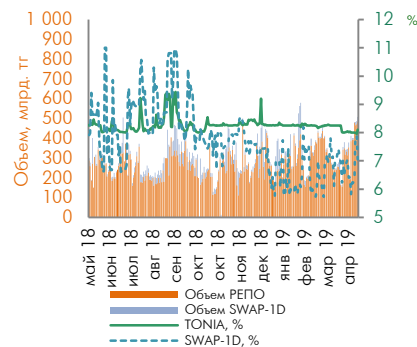 Объем, млрд. тг
1 000
900
800
700
600
500
400
300
200
100
0
12 %
11
10
9
8
7
6
5
май 18
июн 18
июл 18
авг 18
сен 18
окт 18
окт 18
ноя 18
дек 18
янв 19
фев 19
мар 19
апр 19
Объем РЕПО
Объем SWAP-1D
TONIA, %
SWAP-1D, %